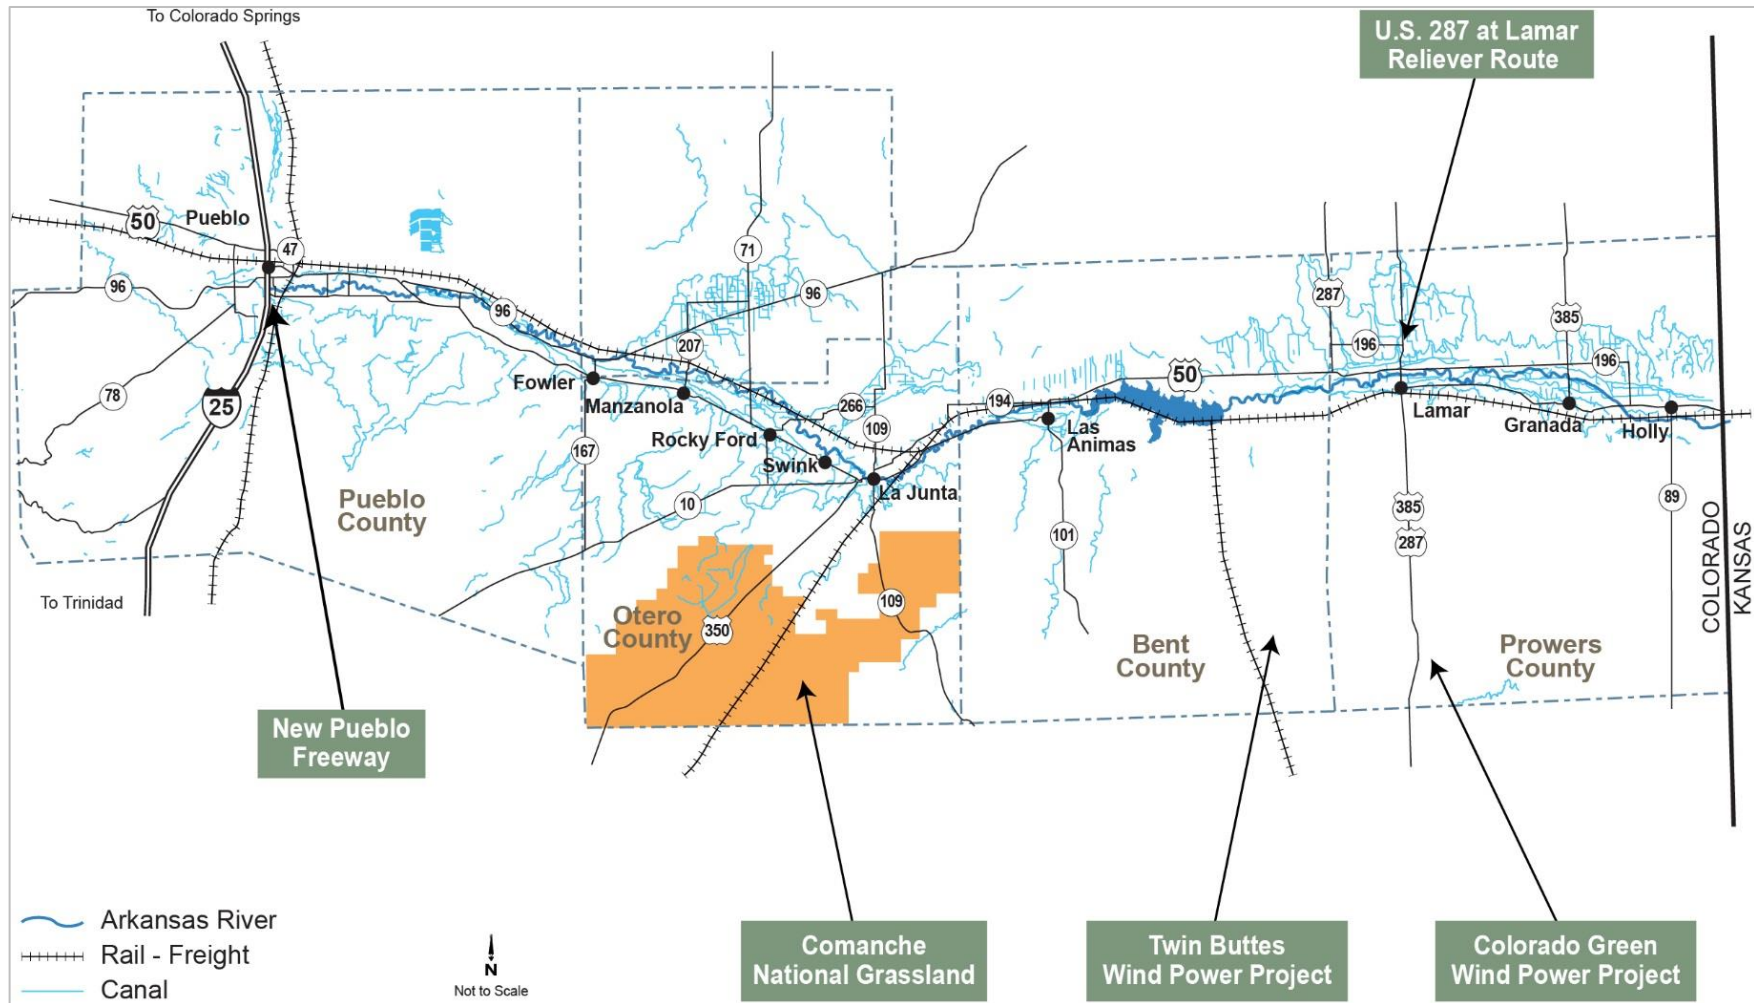 To Colorado Springs
U.S. 287 at Lamar
Reliever Route
50
Pueblo
47
71
96
96
96
287
385
207
196
196
78
25
Fowler
Manzanola
266
194
50
Lamar
Granada
Holly
Rocky Ford
109
Las
Animas
167
Swink
La Junta
10
Pueblo
County
101
385
287
89
COLORADO
KANSAS
To Trinidad
Otero
County
350
109
Bent
County
Prowers
County
New Pueblo
Freeway
Arkansas River
Rail - Freight
Canal
N
Not to Scale
Comanche
National Grassland
Twin Buttes
Wind Power Project
Colorado Green
Wind Power Project